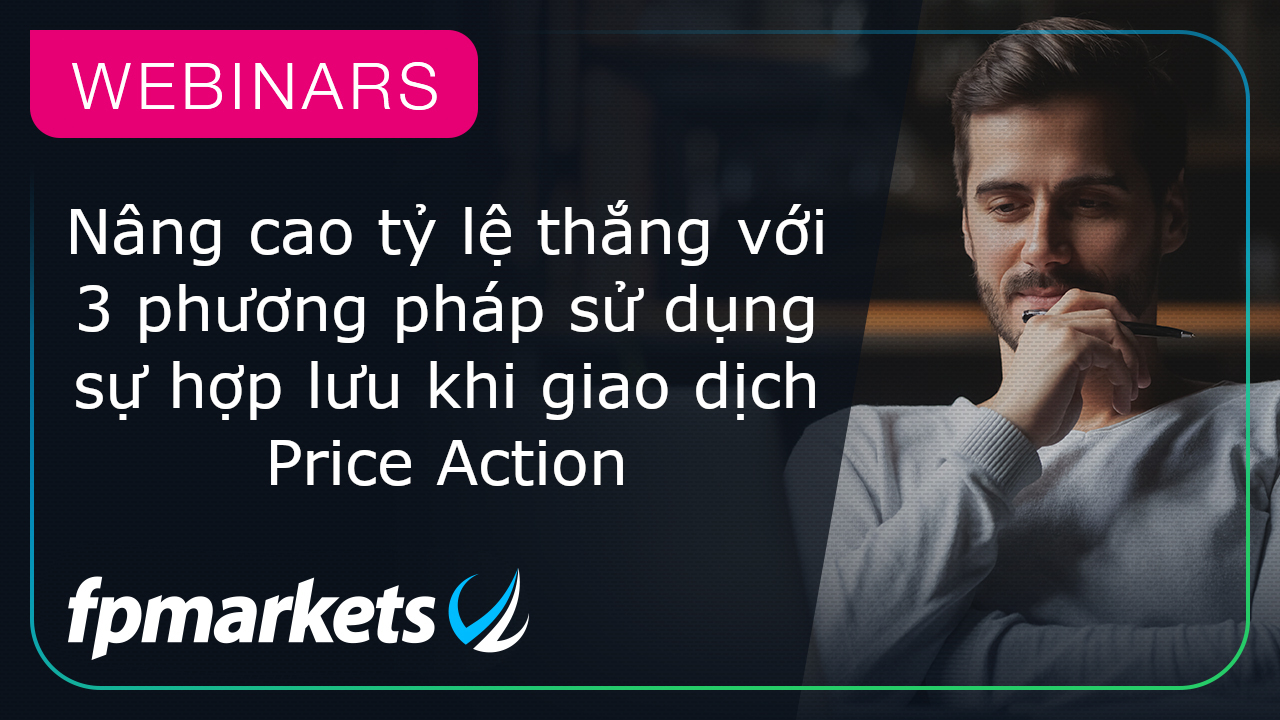 WEBINARS
Nâng cao tỷ lệ thắng với
3 phương pháp sử dụng
sự hợp lưu khi giao dịch
Price Action
fpmarkets